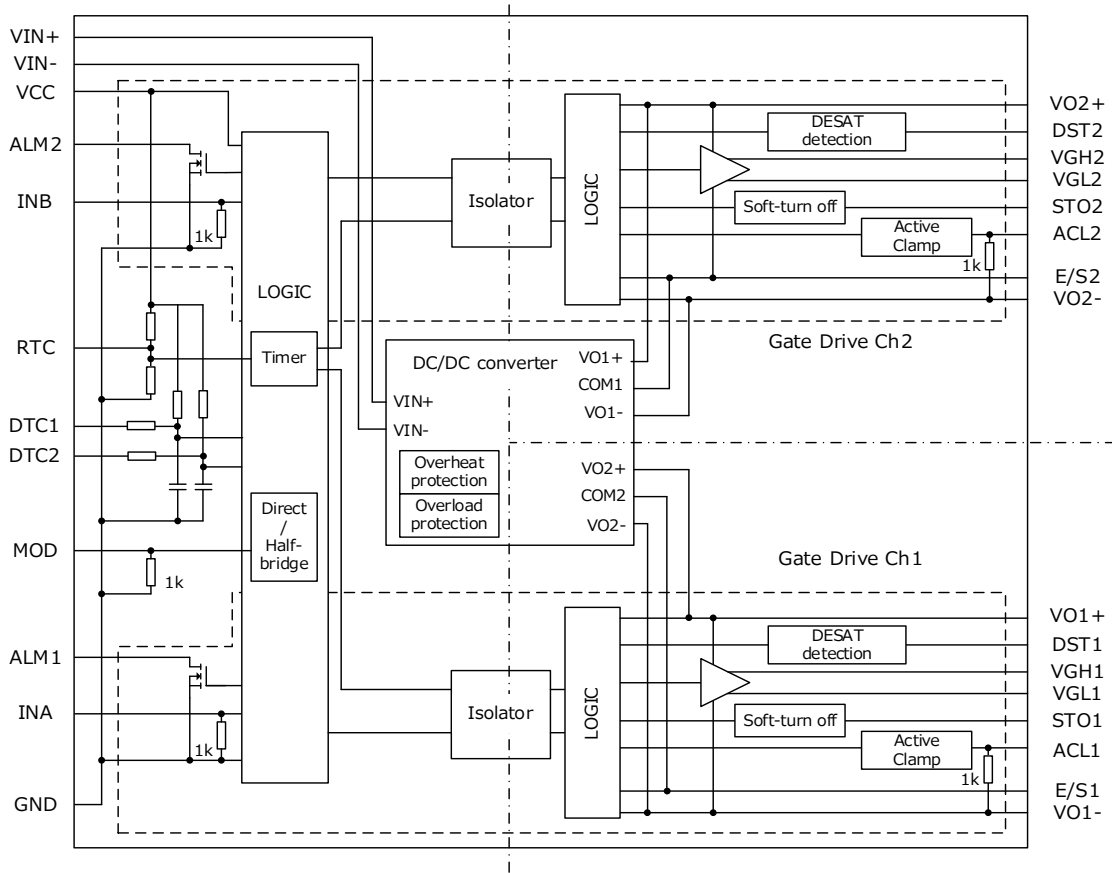 VIN+
VIN-
VCC
ALM2
INB
RTC
DTC1
DTC2
MOD
ALM1
INA
GND
1k
1k
1k
LOGIC
Timer
Direct
/
Half-
bridge
Isolator
Isolator
DC/DC converter
VIN+
VIN-
Overheat
protection
Overload
protection
VO1+
COM1
VO1-
VO2+
COM2
VO2-
LOGIC
DESAT
detection
Soft-turn off
Active
Clamp
1k
Gate Drive Ch2
Gate Drive Ch1
LOGIC
DESAT
detection
Soft-turn off
Active
Clamp
1k
VO2+
DST2
VGH2
VGL2
STO2
ACL2
E/S2
VO2-
VO1+
DST1
VGH1
VGL1
STO1
ACL1
E/S1
VO1-